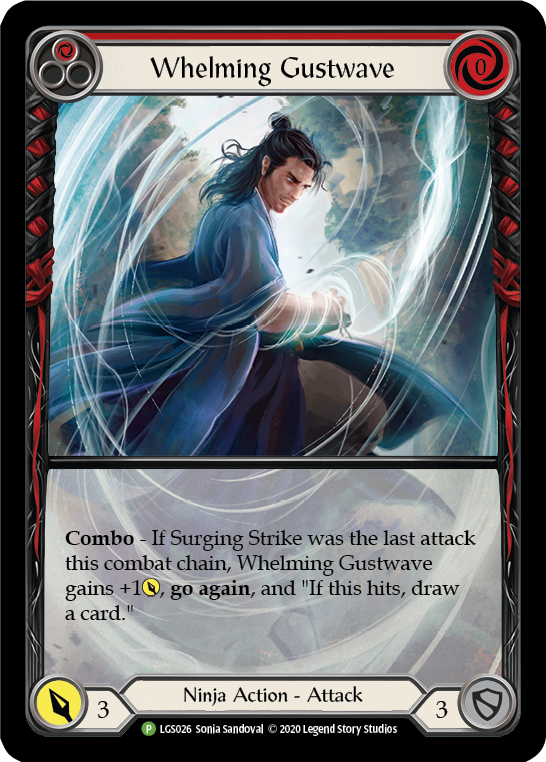 Whelming Gustwave
0
Combo - If Surging Strike was the last attack
this combat chain, Whelming Gustwave
gains +1, go again, and "If this hits, draw
a card."
3
Ninja Action - Attack
3
P LGS026 Sonia Sandoval © 2020 Legend Story Studios